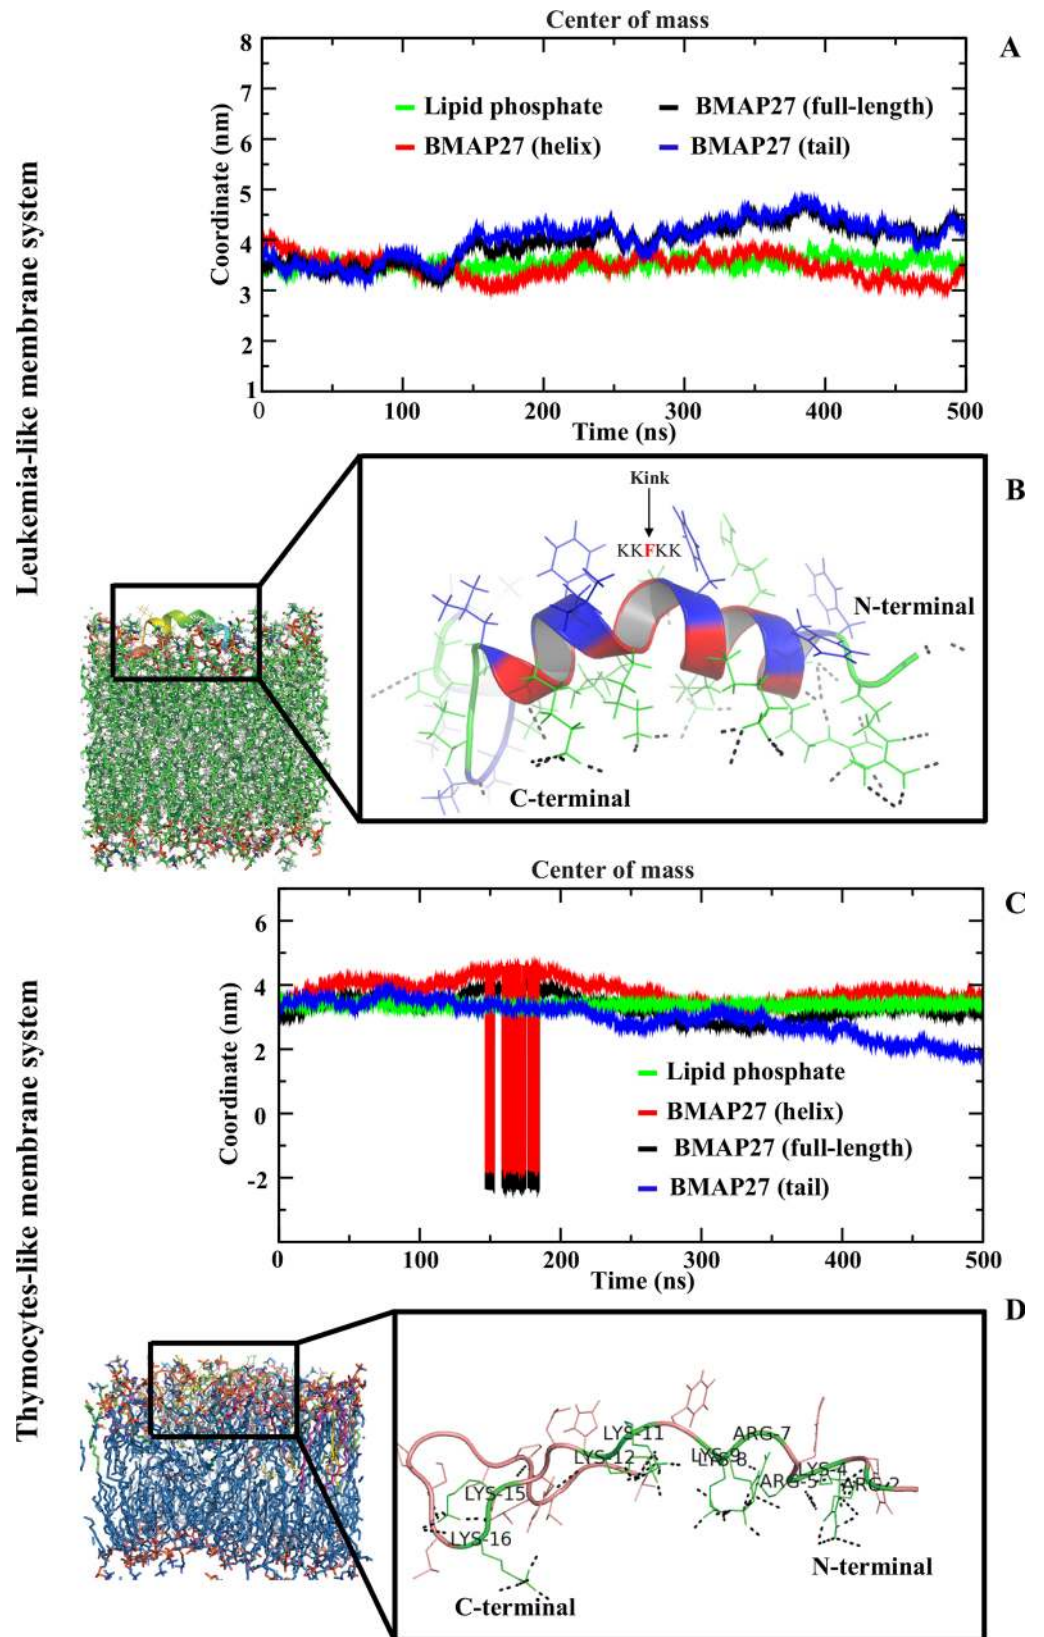 Leukemia-like membrane system
Center of mass
A
Coordinate (nm)
8
7
6
5
4
3
2
1
Lipid phosphate
BMAP27 (full-length)
BMAP27 (helix)
BMAP27 (tail)
0 100 200 300 400 500
Time (ns)
B
Kink
KKFKK
N-terminal
C-terminal
Thymocytes-like membrane system
Center of mass
C
Coordinate (nm)
6
4
2
0
-2
Lipid phosphate
BMAP27 (helix)
BMAP27 (full-length)
BMAP27 (tail)
0 100 200 300 400 500
Time (ns)
D
LYS-11
ARG-7
LYS-12
LYS-9
LYS-8
ARG-5
LYS-4
ARG-2
LYS-15
LYS-16
N-terminal
C-terminal